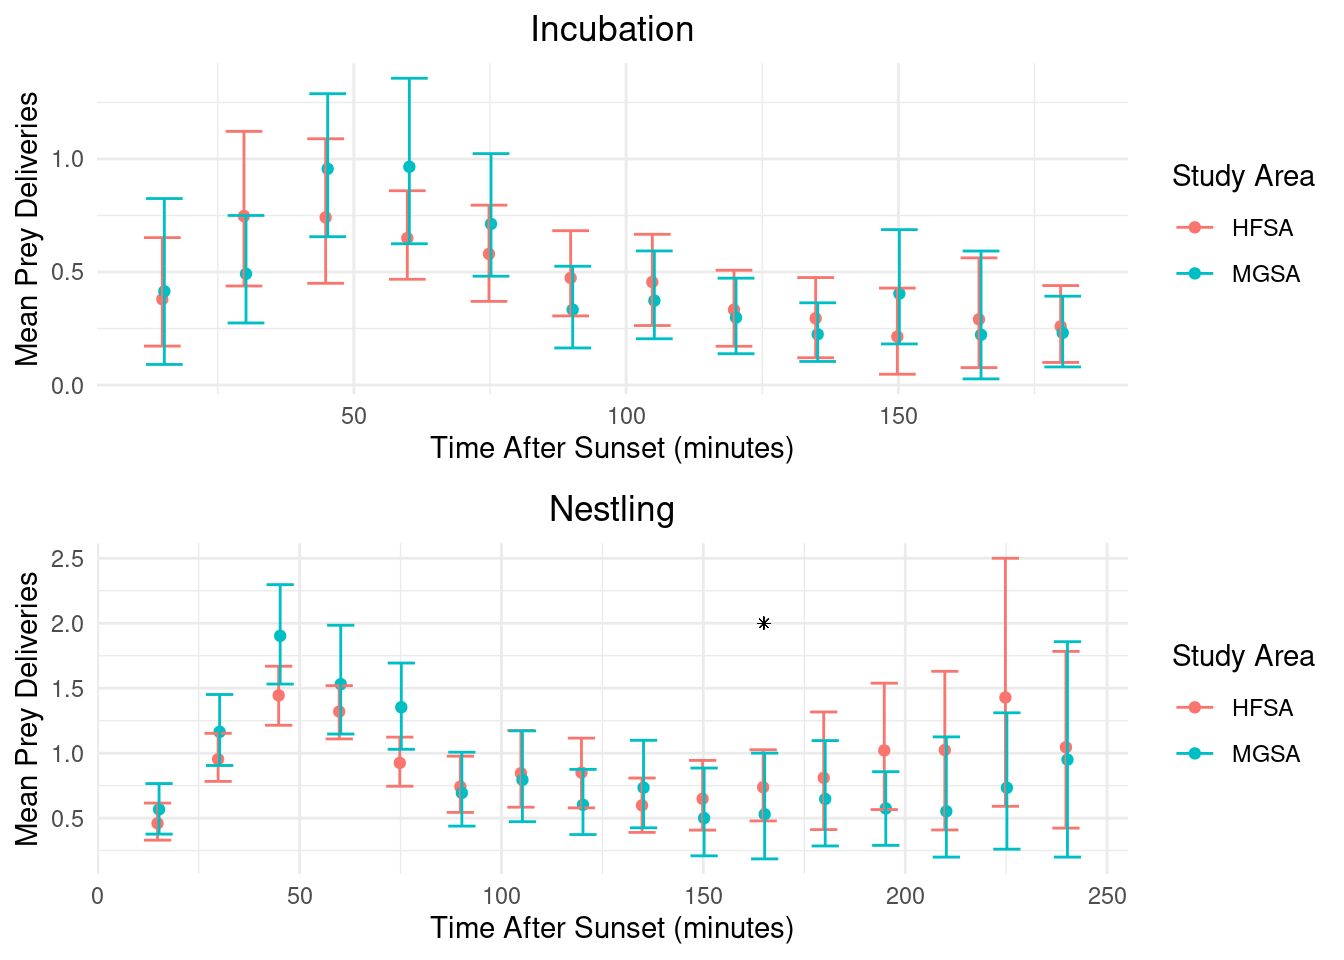 Incubation
Mean Prey Deliveries
1.0
0.5
0.0
50
100
150
Time After Sunset (minutes)
Study Area
HFSA
MGSA
Nestling
Mean Prey Deliveries
2.5
2.0
1.5
1.0
0.5
*
0
50
100
150
200
250
Time After Sunset (minutes)
Study Area
HFSA
MGSA